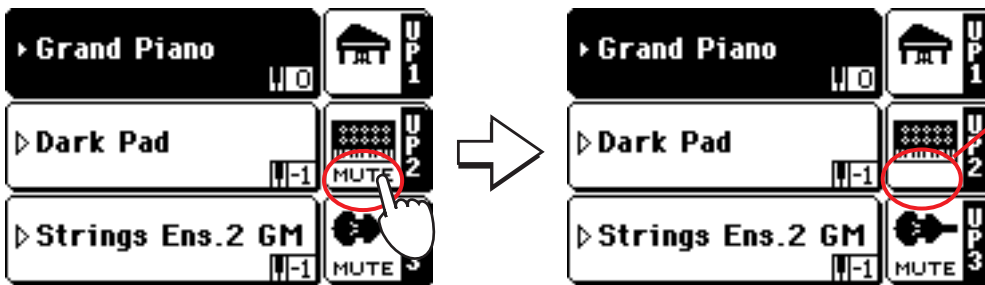 Grand Piano
0
UP1
Dark Pad
-1
MUTE
UP2
Strings Ens.2 GM
-1
MUTE
3
Grand Piano
0
UP1
Dark Pad
-1
UP2
Strings Ens.2 GM
-1
MUTE
UP3